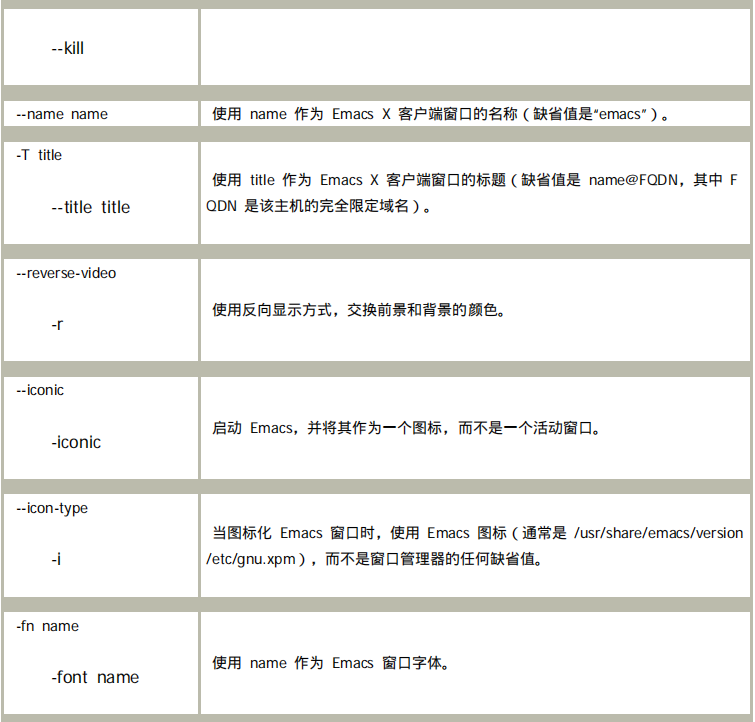 --kill
--name name
使用 name 作为 Emacs X 客户端窗口的名称（缺省值是“emacs”）。
-T title
--title title
使用 title 作为 Emacs X 客户端窗口的标题（缺省值是 name@FQDN，其中 F
QDN 是该主机的完全限定域名）。
--reverse-video
-r
使用反向显示方式，交换前景和背景的颜色。
--iconic
-iconic
启动 Emacs，并将其作为一个图标，而不是一个活动窗口。
--icon-type
-i
当图标化 Emacs 窗口时，使用 Emacs 图标（通常是 /usr/share/emacs/version
/etc/gnu.xpm），而不是窗口管理器的任何缺省值。
-fn name
-font name
使用 name 作为 Emacs 窗口字体。